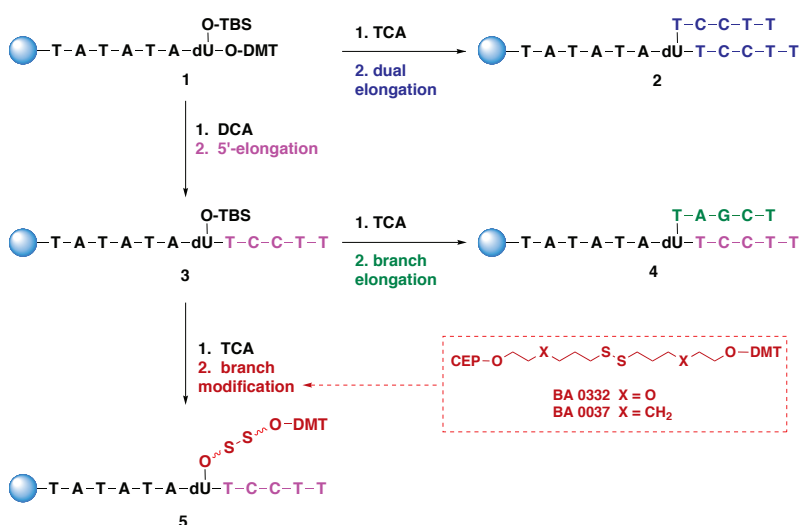 O-TBS
T-A-T-A-T-A-dU-O-DMT
1
1. TCA
2. dual
elongation
T-C-C-T-T
T-A-T-A-T-A-dU-T-C-C-T-T
2
1. DCA
2. 5'-elongation
O-TBS
T-A-T-A-T-A-dU-T-C-C-T-T
3
1. TCA
2. branch
elongation
T-A-G-C-T
T-A-T-A-T-A-dU-T-C-C-T-T
4
1. TCA
2. branch
modification
CEP-O X S-S X O-DMT
BA 0332 X = O
BA 0037 X = CH₂
O S-S O-DMT
T-A-T-A-T-A-dU-T-C-C-T-T
5